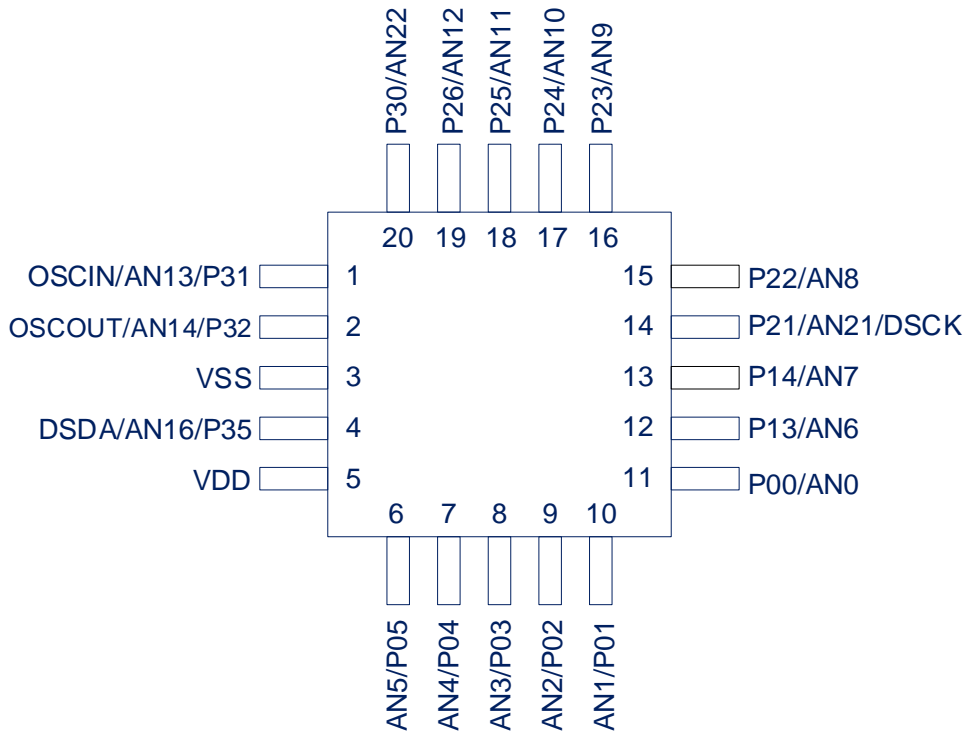 P30/AN22
P26/AN12
P25/AN11
P24/AN10
P23/AN9
20 19 18 17 16
OSCIN/AN13/P31 1 15 P22/AN8
OSCOUT/AN14/P32 2 14 P21/AN21/DSCK
VSS 3 13 P14/AN7
DSDA/AN16/P35 4 12 P13/AN6
VDD 5 11 P00/AN0
6 7 8 9 10
AN5/P05
AN4/P04
AN3/P03
AN2/P02
AN1/P01